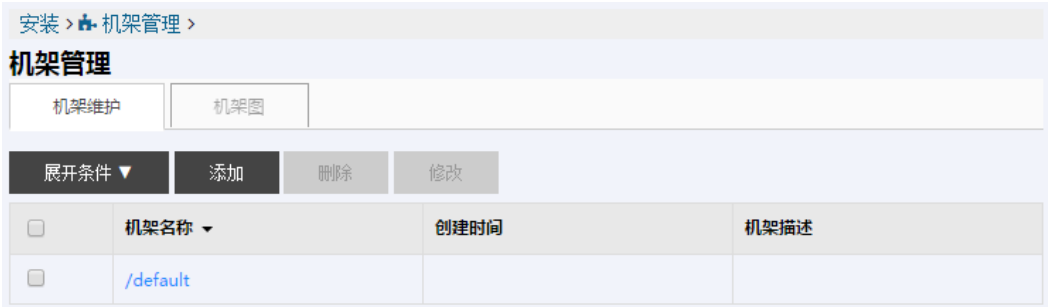 安装 > 机架管理 >
机架管理
机架维护 机架图
展开条件 ▼ 添加 删除 修改
机架名称 ▼ 创建时间 机架描述
/default